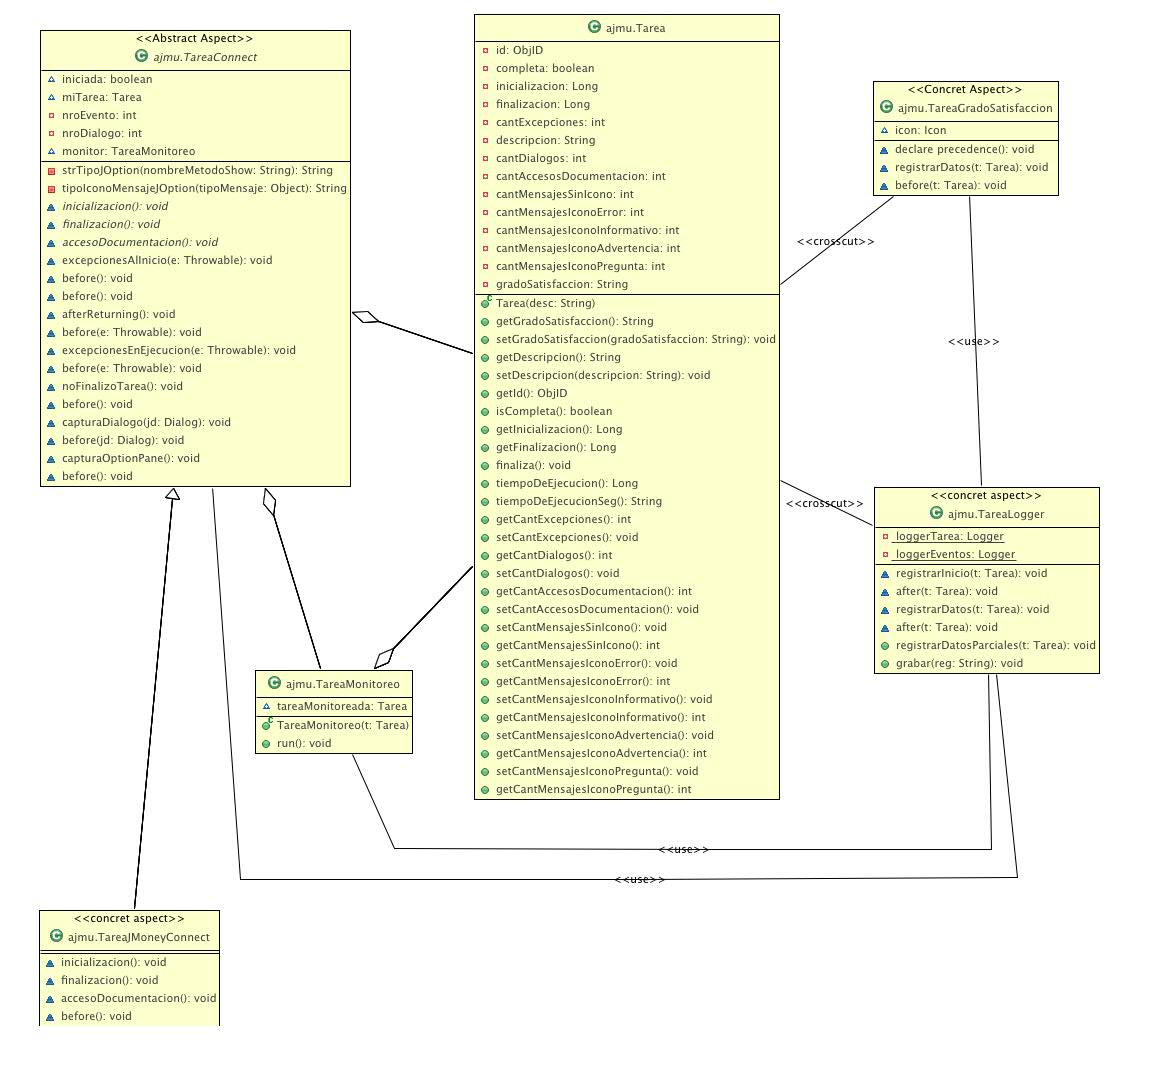 <<Abstract Aspect>>
ajmu.TareaConnect
iniciada: boolean
miTarea: Tarea
nroEvento: int
nroDialogo: int
monitor: TareaMonitoreo
strTipoJOption(nombreMetodoShow: String): String
tipoIconoMensajeJOption(tipoMensaje: Object): String
inicializacion(): void
finalizacion(): void
accesoDocumentacion(): void
excepcionesAlInicio(e: Throwable): void
before(): void
before(): void
afterReturning(): void
before(e: Throwable): void
excepcionesEnEjecucion(e: Throwable): void
before(e: Throwable): void
noFinalizoTarea(): void
before(): void
capturaDialogo(jd: Dialog): void
before(jd: Dialog): void
capturaOptionPane(): void
before(): void
ajmu.Tarea
id: ObjID
completa: boolean
inicializacion: Long
finalizacion: Long
cantExcepciones: int
descripcion: String
cantDialogos: int
cantAccesosDocumentacion: int
cantMensajesSinIcono: int
cantMensajesIconoError: int
cantMensajesIconoInformativo: int
cantMensajesIconoAdvertencia: int
cantMensajesIconoPregunta: int
gradoSatisfaccion: String
Tarea(desc: String)
getGradoSatisfaccion(): String
setGradoSatisfaccion(gradoSatisfaccion: String): void
getDescripcion(): String
setDescripcion(descripcion: String): void
getId(): ObjID
isCompleta(): boolean
getInicializacion(): Long
getFinalizacion(): Long
finaliza(): void
tiempoDeEjecucion(): Long
tiempoDeEjecucionSeg(): String
getCantExcepciones(): int
setCantExcepciones(): void
getCantDialogos(): int
setCantDialogos(): void
getCantAccesosDocumentacion(): int
setCantAccesosDocumentacion(): void
setCantMensajesSinIcono(): void
getCantMensajesSinIcono(): int
setCantMensajesIconoError(): void
getCantMensajesIconoError(): int
setCantMensajesIconoInformativo(): void
getCantMensajesIconoInformativo(): int
setCantMensajesIconoAdvertencia(): void
getCantMensajesIconoAdvertencia(): int
setCantMensajesIconoPregunta(): void
getCantMensajesIconoPregunta(): int
<<Concret Aspect>>
ajmu.TareaGradoSatisfaccion
icon: Icon
declare precedence(): void
registrarDatos(t: Tarea): void
before(t: Tarea): void
<<crosscut>>
<<use>>
<<crosscut>>
<<concret aspect>>
ajmu.TareaLogger
loggerTarea: Logger
loggerEventos: Logger
registrarInicio(t: Tarea): void
after(t: Tarea): void
registrarDatos(t: Tarea): void
after(t: Tarea): void
registrarDatosParciales(t: Tarea): void
grabar(reg: String): void
ajmu.TareaMonitoreo
tareaMonitoreada: Tarea
TareaMonitoreo(t: Tarea)
run(): void
<<use>>
<<use>>
<<concret aspect>>
ajmu.TareaJMoneyConnect
inicializacion(): void
finalizacion(): void
accesoDocumentacion(): void
before(): void